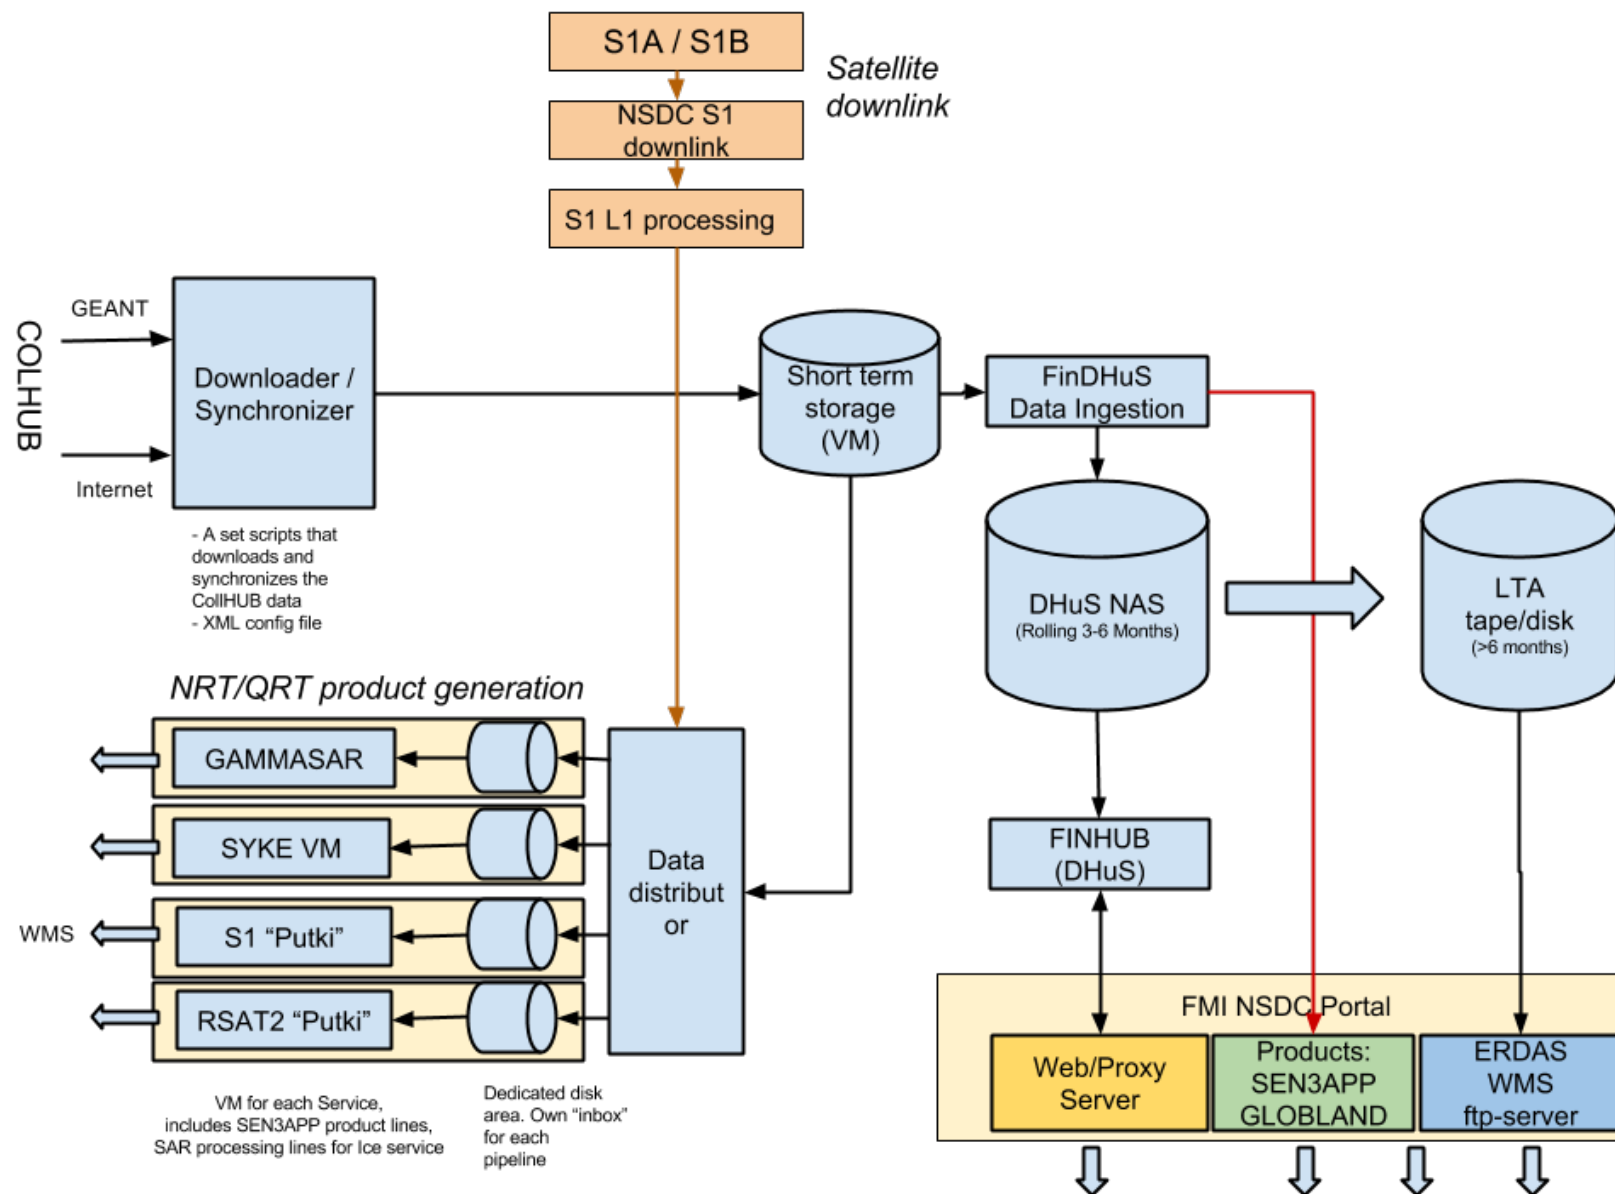 S1A / S1B
Satellite
downlink
NSDC S1
downlink
S1 L1 processing
COLHUB
GEANT
Internet
Downloader /
Synchronizer
- A set scripts that
downloads and
synchronizes the
CollHUB data
- XML config file
Short term
storage
(VM)
FinDHuS
Data Ingestion
DHuS NAS
(Rolling 3-6 Months)
LTA
tape/disk
(>6 months)
NRT/QRT product generation
GAMMASAR
SYKE VM
WMS
S1 “Putki”
RSAT2 “Putki”
Data
distribut
or
VM for each Service,
includes SEN3APP product lines,
SAR processing lines for Ice service
Dedicated disk
area. Own “inbox”
for each
pipeline
FINHUB
(DHuS)
FMI NSDC Portal
Web/Proxy
Server
Products:
SEN3APP
GLOBLAND
ERDAS
WMS
ftp-server